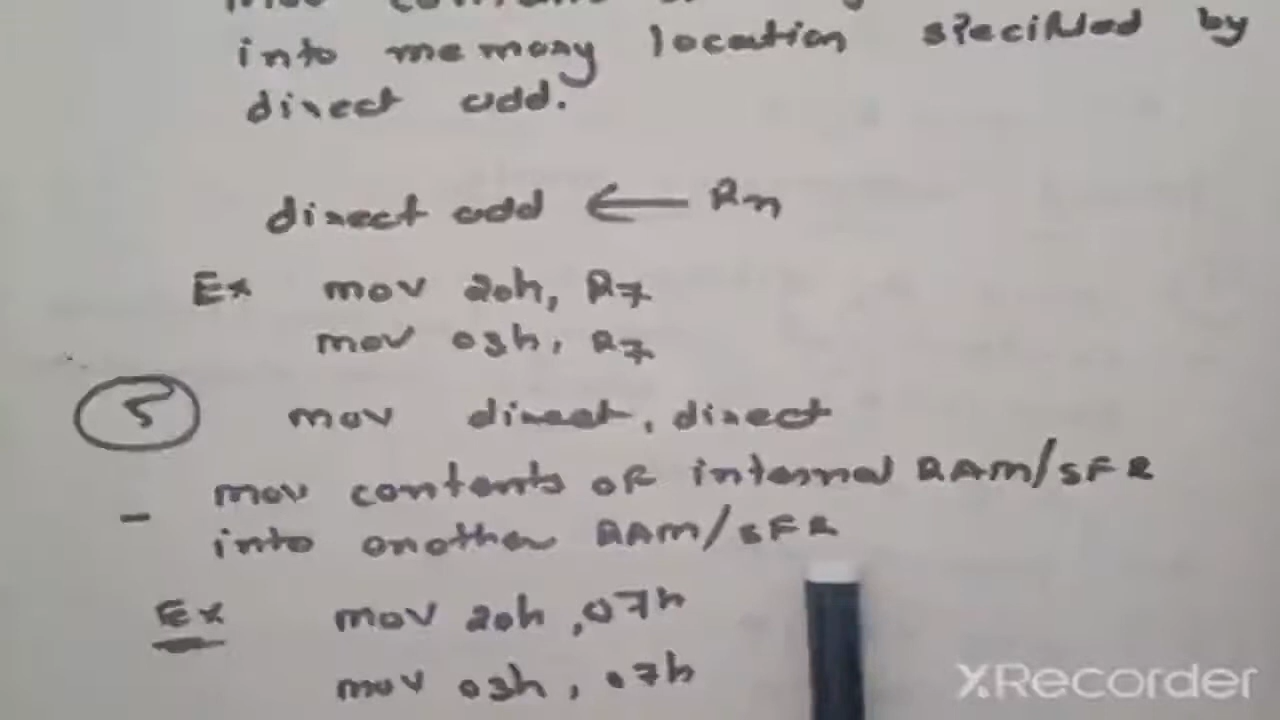 into memory location specified by
direct add.
direct add ← Rn
Ex mov 20h, R7
mov 03h, R7
5 mov direct, direct
- mov contents of internal RAM/SFR
into another RAM/SFR
Ex mov 20h, 07h
mov 03h, 07h
XRecorder